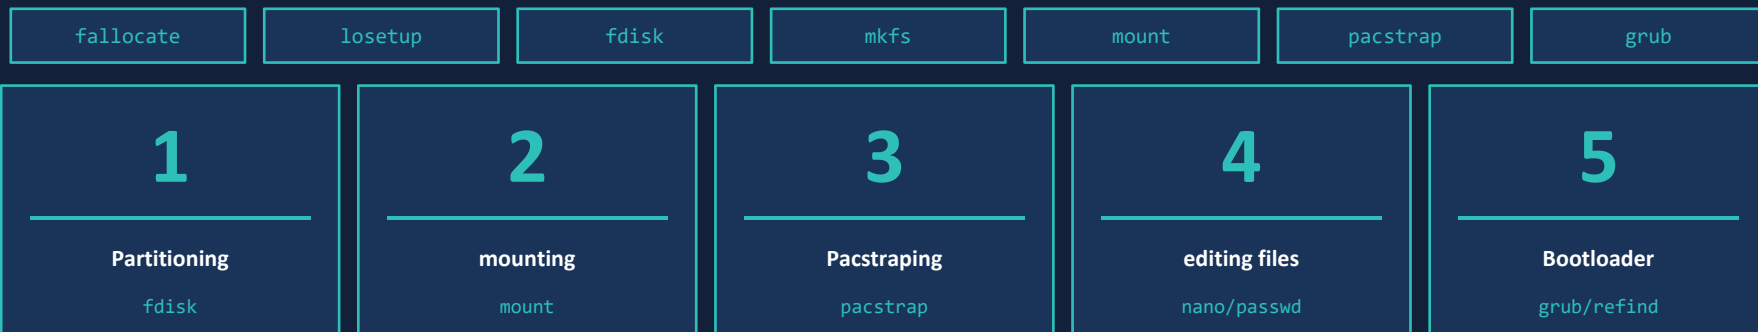 fallocate
losetup
fdisk
mkfs
mount
pacstrap
grub
1
Partitioning
fdisk
2
mounting
mount
3
Pacstraping
pacstrap
4
editing files
nano/passwd
5
Bootloader
grub/refind